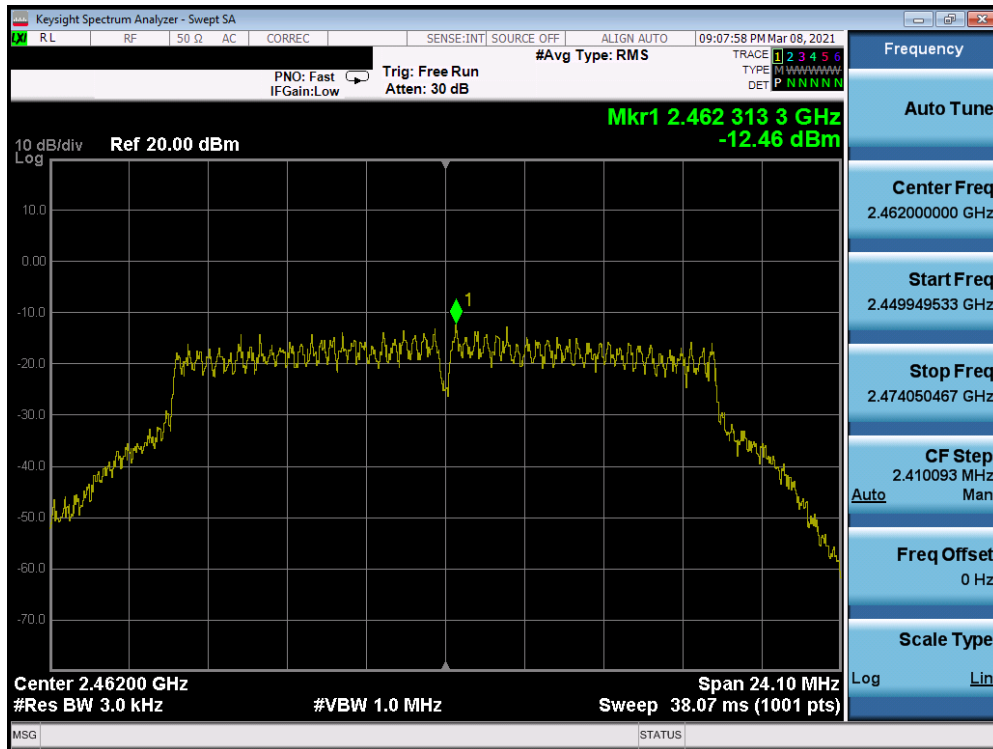 Keysight Spectrum Analyzer - Swept SA
LXI RL RF 50 Ω AC CORREC SENSE:INT SOURCE OFF ALIGN AUTO 09:07:58 PM Mar 08, 2021
#Avg Type: RMS TRACE 1 2 3 4 5 6
PNO: Fast Trig: Free Run TYPE M WWWWW
IFGain:Low Atten: 30 dB DET P N N N N N
Mkr1 2.462 313 3 GHz
-12.46 dBm
10 dB/div Ref 20.00 dBm
Log
10.0
0.00
-10.0
1
-20.0
-30.0
-40.0
-50.0
-60.0
-70.0
Center 2.46200 GHz Span 24.10 MHz
#Res BW 3.0 kHz #VBW 1.0 MHz Sweep 38.07 ms (1001 pts)
MSG STATUS
Frequency
Auto Tune
Center Freq
2.462000000 GHz
Start Freq
2.449949533 GHz
Stop Freq
2.474050467 GHz
CF Step
2.410093 MHz
Auto Man
Freq Offset
0 Hz
Scale Type
Log Lin